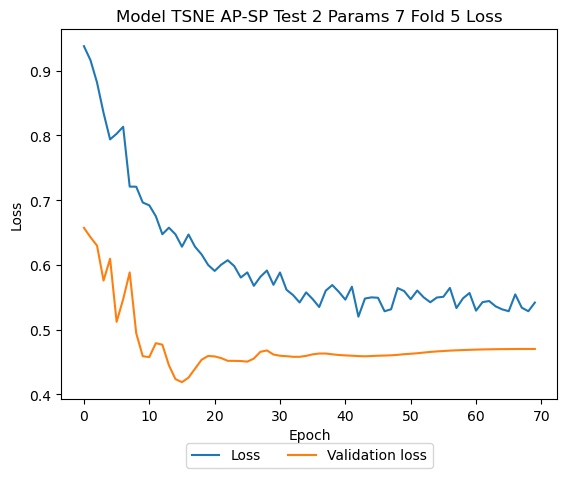 Model TSNE AP-SP Test 2 Params 7 Fold 5 Loss
Loss
0.9
0.8
0.7
0.6
0.5
0.4
0 10 20 30 40 50 60 70
Epoch
Loss Validation loss